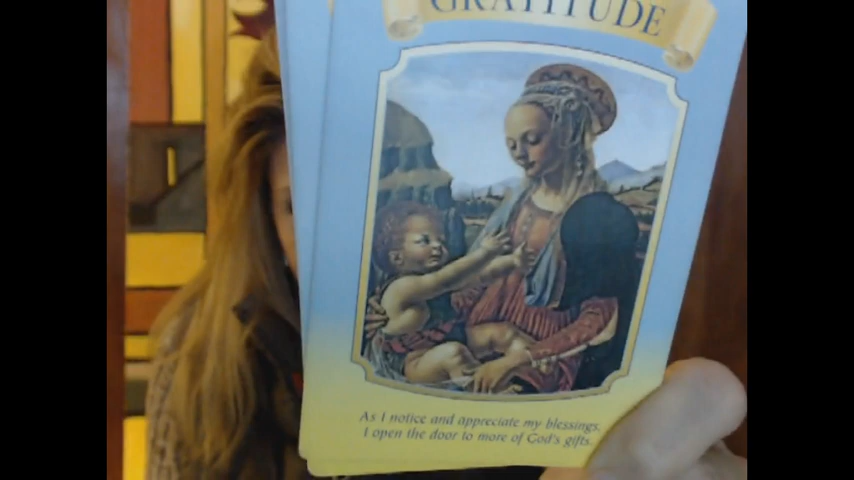 GRATITUDE
As I notice and appreciate my blessings,
I open the door to more of God's gifts.